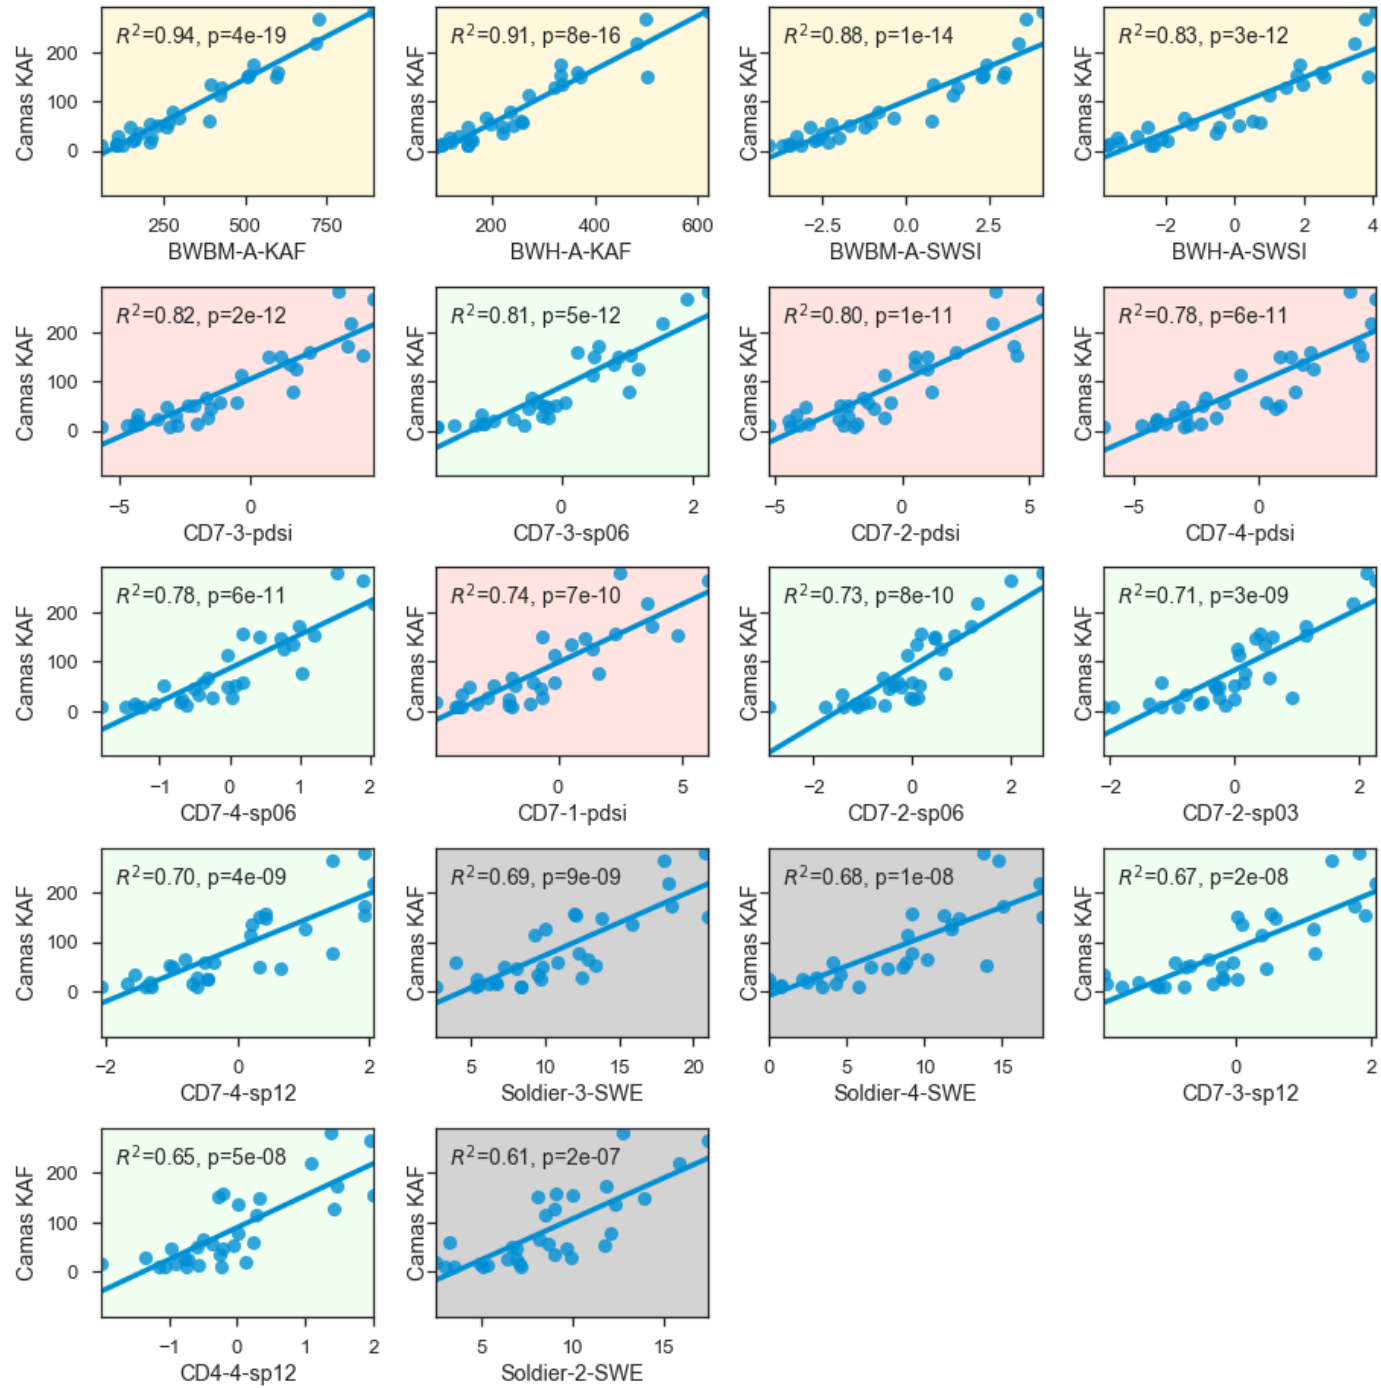 R²=0.94, p=4e-19
Camas KAF
200
100
0
250 500 750
BWBM-A-KAF
R²=0.91, p=8e-16
Camas KAF
200 400 600
BWH-A-KAF
R²=0.88, p=1e-14
Camas KAF
−2.5 0.0 2.5
BWBM-A-SWSI
R²=0.83, p=3e-12
Camas KAF
−2 0 2 4
BWH-A-SWSI
R²=0.82, p=2e-12
Camas KAF
200
100
0
−5 0
CD7-3-pdsi
R²=0.81, p=5e-12
Camas KAF
0 2
CD7-3-sp06
R²=0.80, p=1e-11
Camas KAF
−5 0 5
CD7-2-pdsi
R²=0.78, p=6e-11
Camas KAF
−5 0
CD7-4-pdsi
R²=0.78, p=6e-11
Camas KAF
200
100
0
−1 0 1 2
CD7-4-sp06
R²=0.74, p=7e-10
Camas KAF
0 5
CD7-1-pdsi
R²=0.73, p=8e-10
Camas KAF
−2 0 2
CD7-2-sp06
R²=0.71, p=3e-09
Camas KAF
−2 0 2
CD7-2-sp03
R²=0.70, p=4e-09
Camas KAF
200
100
0
−2 0 2
CD7-4-sp12
R²=0.69, p=9e-09
Camas KAF
5 10 15 20
Soldier-3-SWE
R²=0.68, p=1e-08
Camas KAF
0 5 10 15
Soldier-4-SWE
R²=0.67, p=2e-08
Camas KAF
0 2
CD7-3-sp12
R²=0.65, p=5e-08
Camas KAF
200
100
0
−1 0 1 2
CD4-4-sp12
R²=0.61, p=2e-07
Camas KAF
5 10 15
Soldier-2-SWE